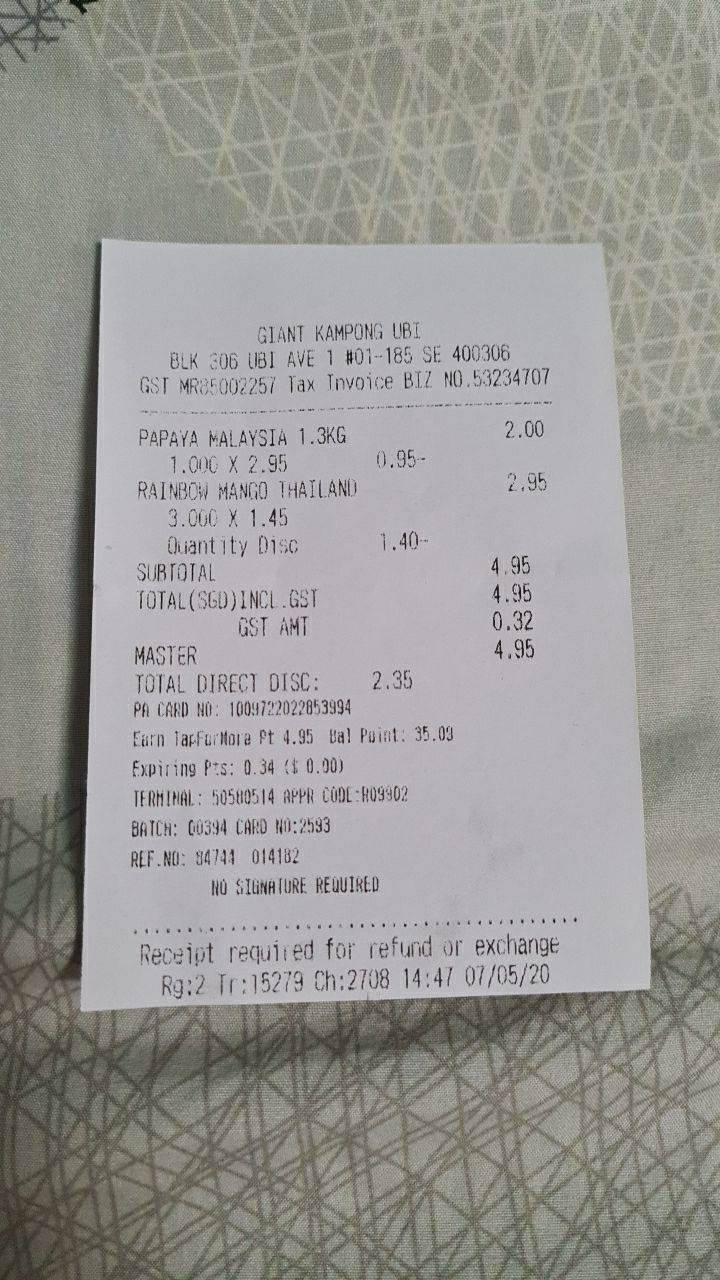 GIANT KAMPONG UBI
BLK 306 UBI AVE 1 #01-185 SE 400306
GST MR85002257 Tax Invoice BIZ NO.53234707
PAPAYA MALAYSIA 1.3KG 2.00
1.000 X 2.95 0.95-
RAINBOW MANGO THAILAND 2.95
3.000 X 1.45
Quantity Disc 1.40-
SUBTOTAL 4.95
TOTAL(SGD)INCL.GST 4.95
GST AMT 0.32
MASTER 4.95
TOTAL DIRECT DISC: 2.35
PA CARD NO: 1009722022853994
Earn TapForMore Pt 4.95 Bal Point: 35.09
Expiring Pts: 0.34 ($ 0.00)
TERMINAL: 50580514 APPR CODE:R09902
BATCH: 00394 CARD NO:2593
REF.NO: 84744 014182
NO SIGNATURE REQUIRED
Receipt required for refund or exchange
Rg:2 Tr:15279 Ch:2708 14:47 07/05/20